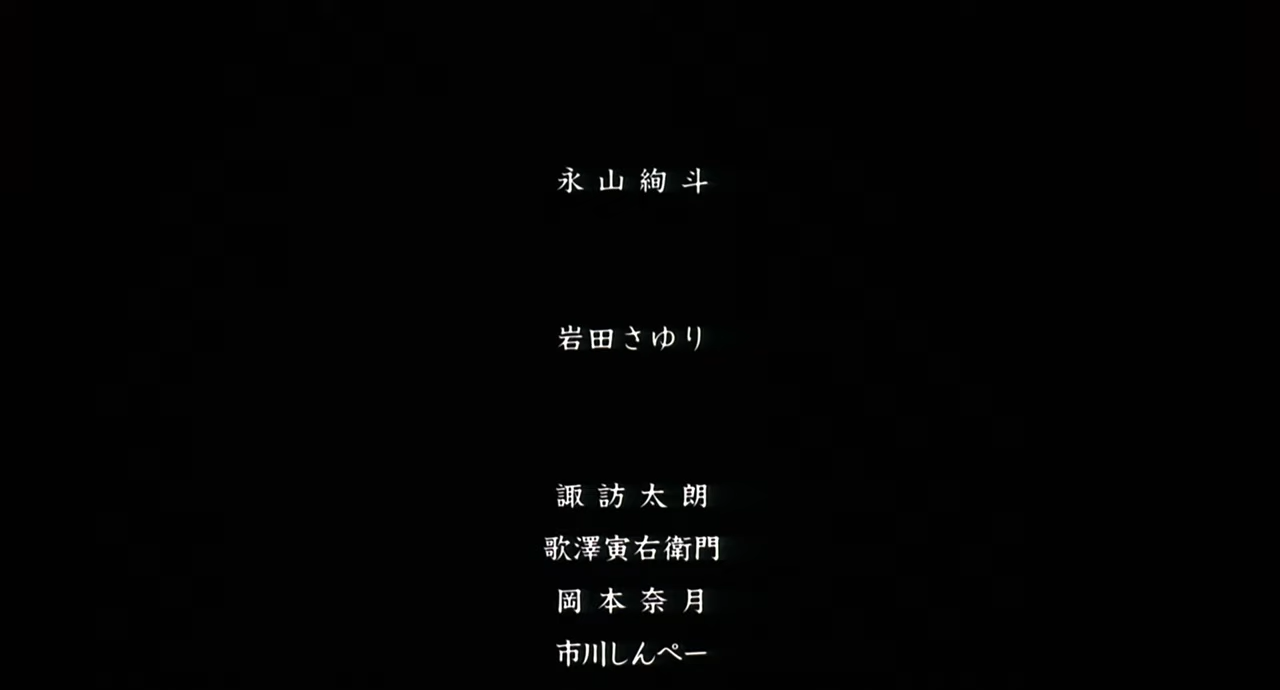 永山絢斗
岩田さゆり
諏訪太朗
歌澤寅右衛門
岡本奈月
市川しんペー